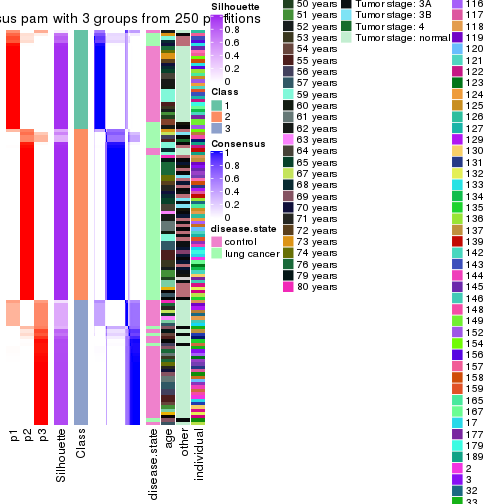 sus pam with 3 groups from 250 partitions
Silhouette
0.8
0.6
0.4
0.2
0
Class
1
2
3
Consensus
1
0.8
0.6
0.4
0.2
0
disease.state
control
lung cancer
50 years
51 years
52 years
53 years
54 years
55 years
56 years
57 years
59 years
60 years
61 years
62 years
63 years
64 years
65 years
67 years
68 years
69 years
70 years
71 years
72 years
73 years
74 years
76 years
79 years
80 years
Tumor stage: 3A
Tumor stage: 3B
Tumor stage: 4
Tumor stage: normal
116
117
118
119
120
121
122
123
124
125
126
127
129
130
131
132
133
134
135
136
137
139
142
143
144
145
146
148
149
152
154
156
157
158
159
165
167
17
177
179
189
2
3
32
33
p1
p2
p3
Silhouette
Class
disease.state
age
other
individual